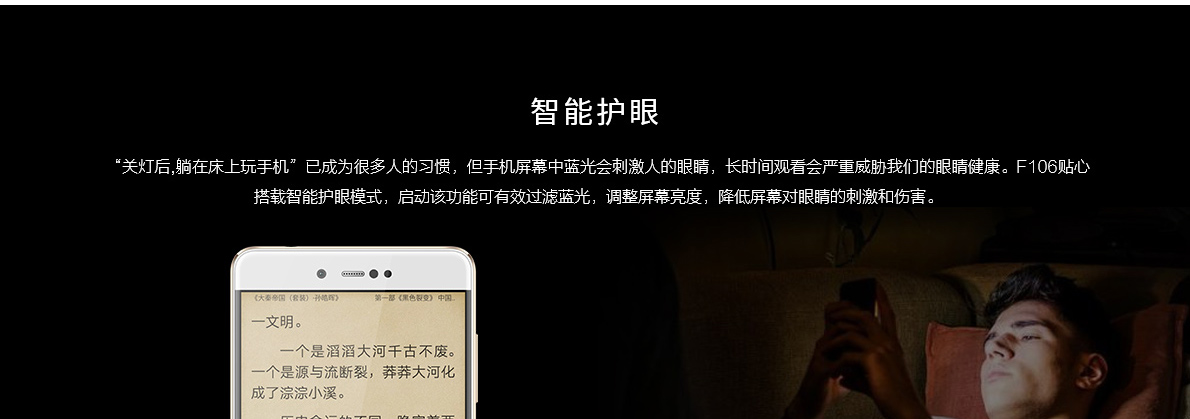 智能护眼
“关灯后,躺在床上玩手机”已成为很多人的习惯，但手机屏幕中蓝光会刺激人的眼睛，长时间观看会严重威胁我们的眼睛健康。F106贴心
搭载智能护眼模式，启动该功能可有效过滤蓝光，调整屏幕亮度，降低屏幕对眼睛的刺激和伤害。
《大秦帝国（套装）·孙皓晖》 第一部《黑色裂变》 中国..
一文明。
一个是滔滔大河千古不废。
一个是源与流断裂，莽莽大河化
成了淙淙小溪。